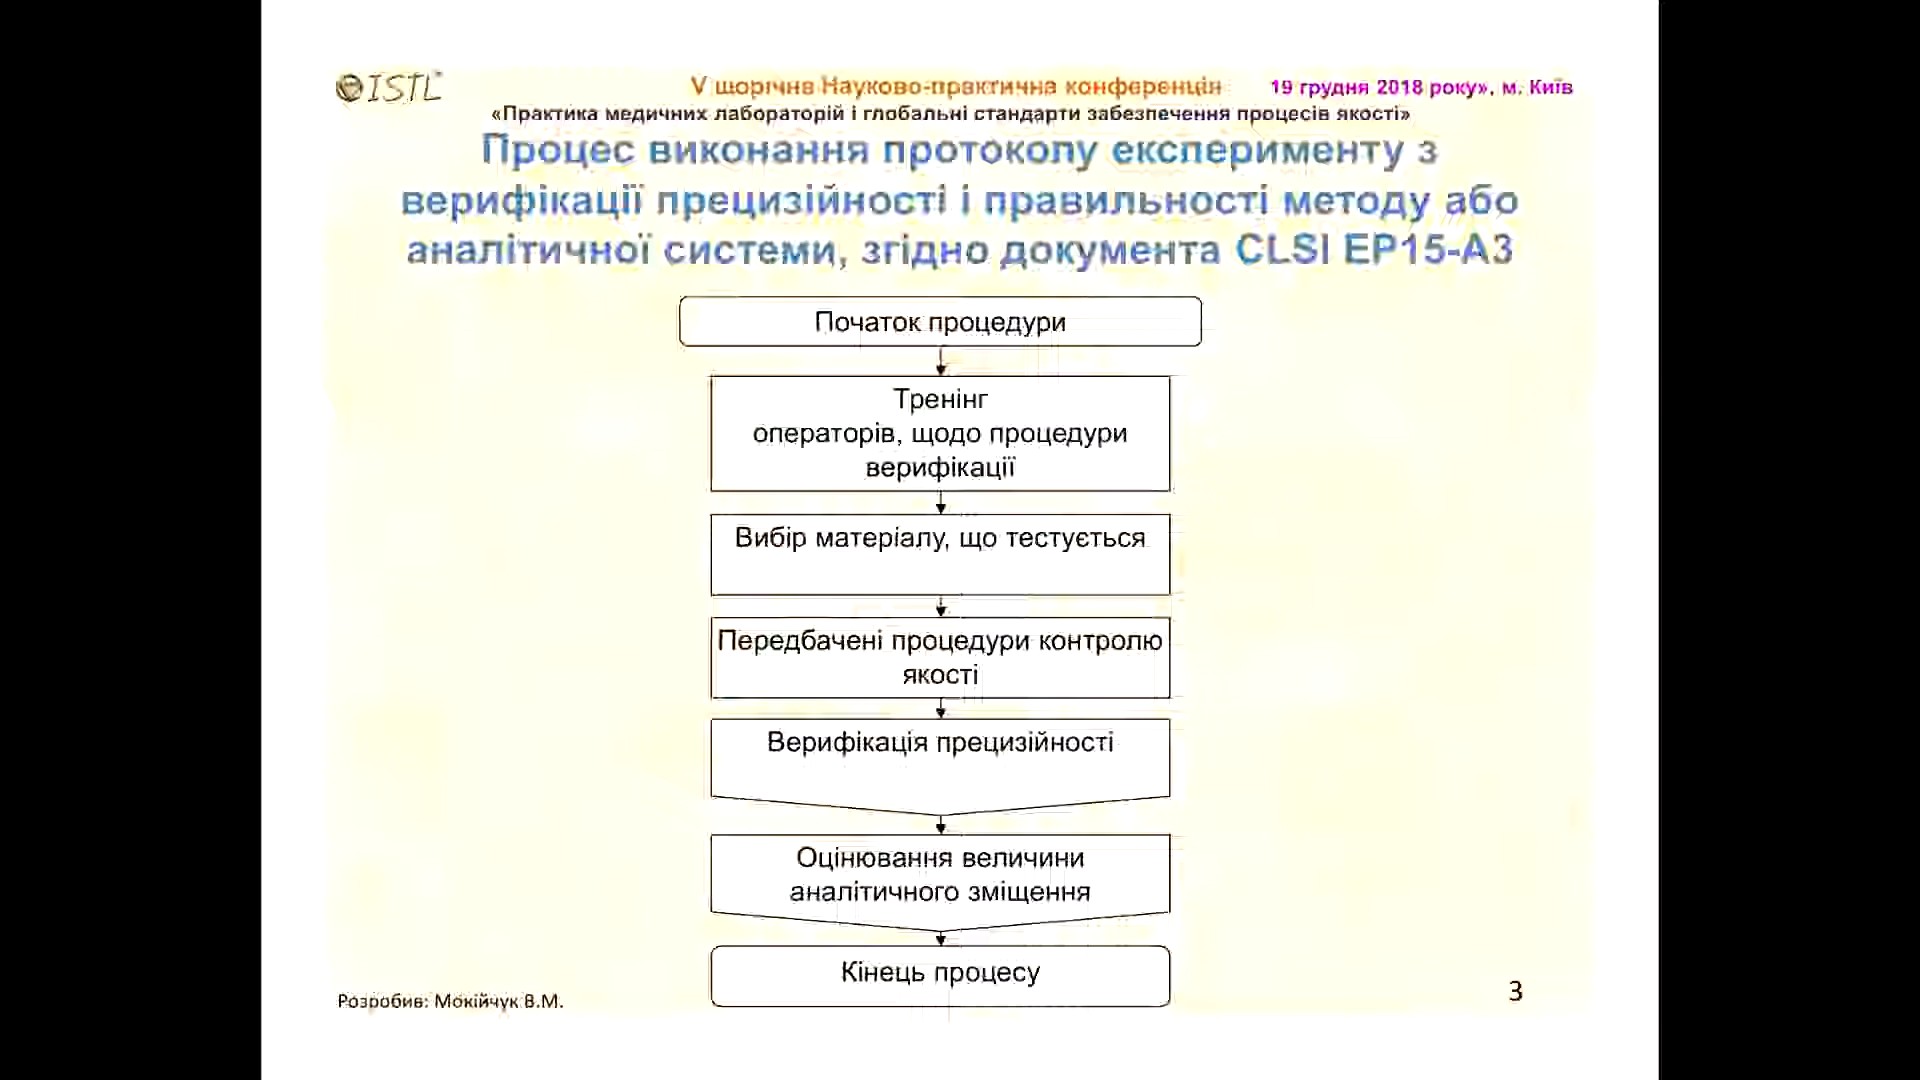 ISTL
V щорічна Науково-практична конференція
19 грудня 2018 року», м. Київ
«Практика медичних лабораторій і глобальні стандарти забезпечення процесів якості»
Процес виконання протоколу експерименту з
верифікації прецизійності і правильності методу або
аналітичної системи, згідно документа CLSI EP15-A3
Початок процедури
Тренінг
операторів, щодо процедури
верифікації
Вибір матеріалу, що тестується
Передбачені процедури контролю
якості
Верифікація прецизійності
Оцінювання величини
аналітичного зміщення
Кінець процесу
Розробив: Мокійчук В.М.
3